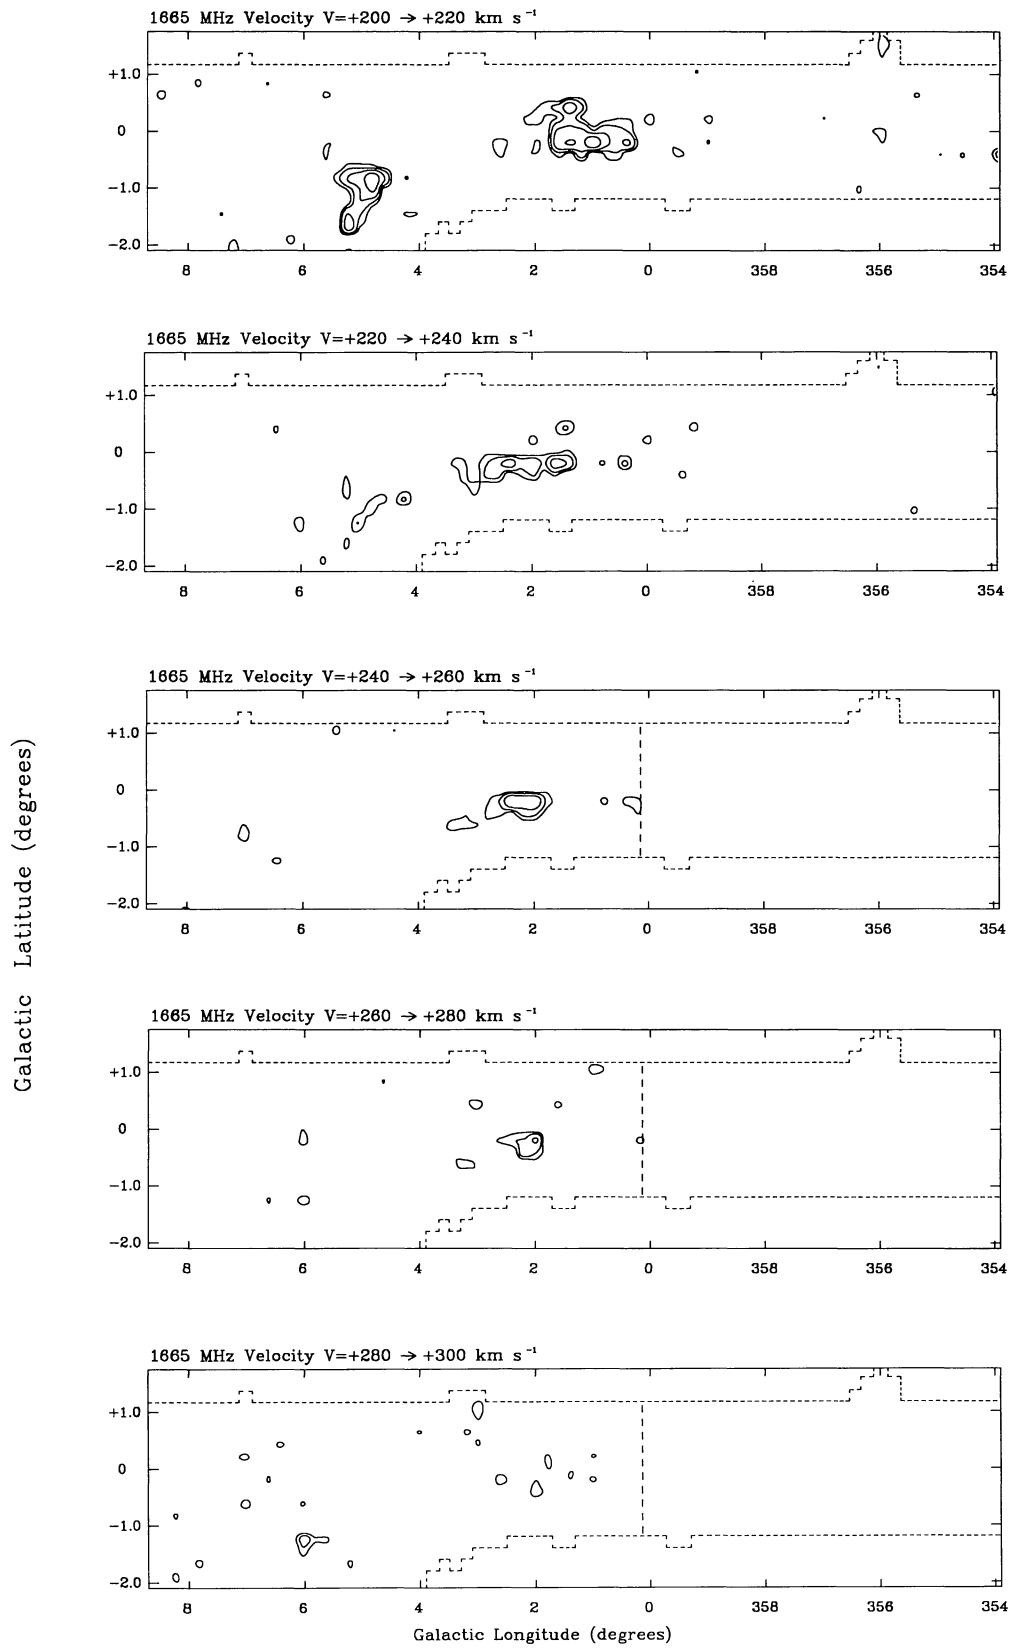 1665 MHz Velocity V=+200 → +220 km s⁻¹
+1.0
0
−1.0
−2.0
8 6 4 2 0 358 356 354
1665 MHz Velocity V=+220 → +240 km s⁻¹
+1.0
0
−1.0
−2.0
8 6 4 2 0 358 356 354
1665 MHz Velocity V=+240 → +260 km s⁻¹
+1.0
0
−1.0
−2.0
8 6 4 2 0 358 356 354
Galactic Latitude (degrees)
1665 MHz Velocity V=+260 → +280 km s⁻¹
+1.0
0
−1.0
−2.0
8 6 4 2 0 358 356 354
1665 MHz Velocity V=+280 → +300 km s⁻¹
+1.0
0
−1.0
−2.0
8 6 4 2 0 358 356 354
Galactic Longitude (degrees)